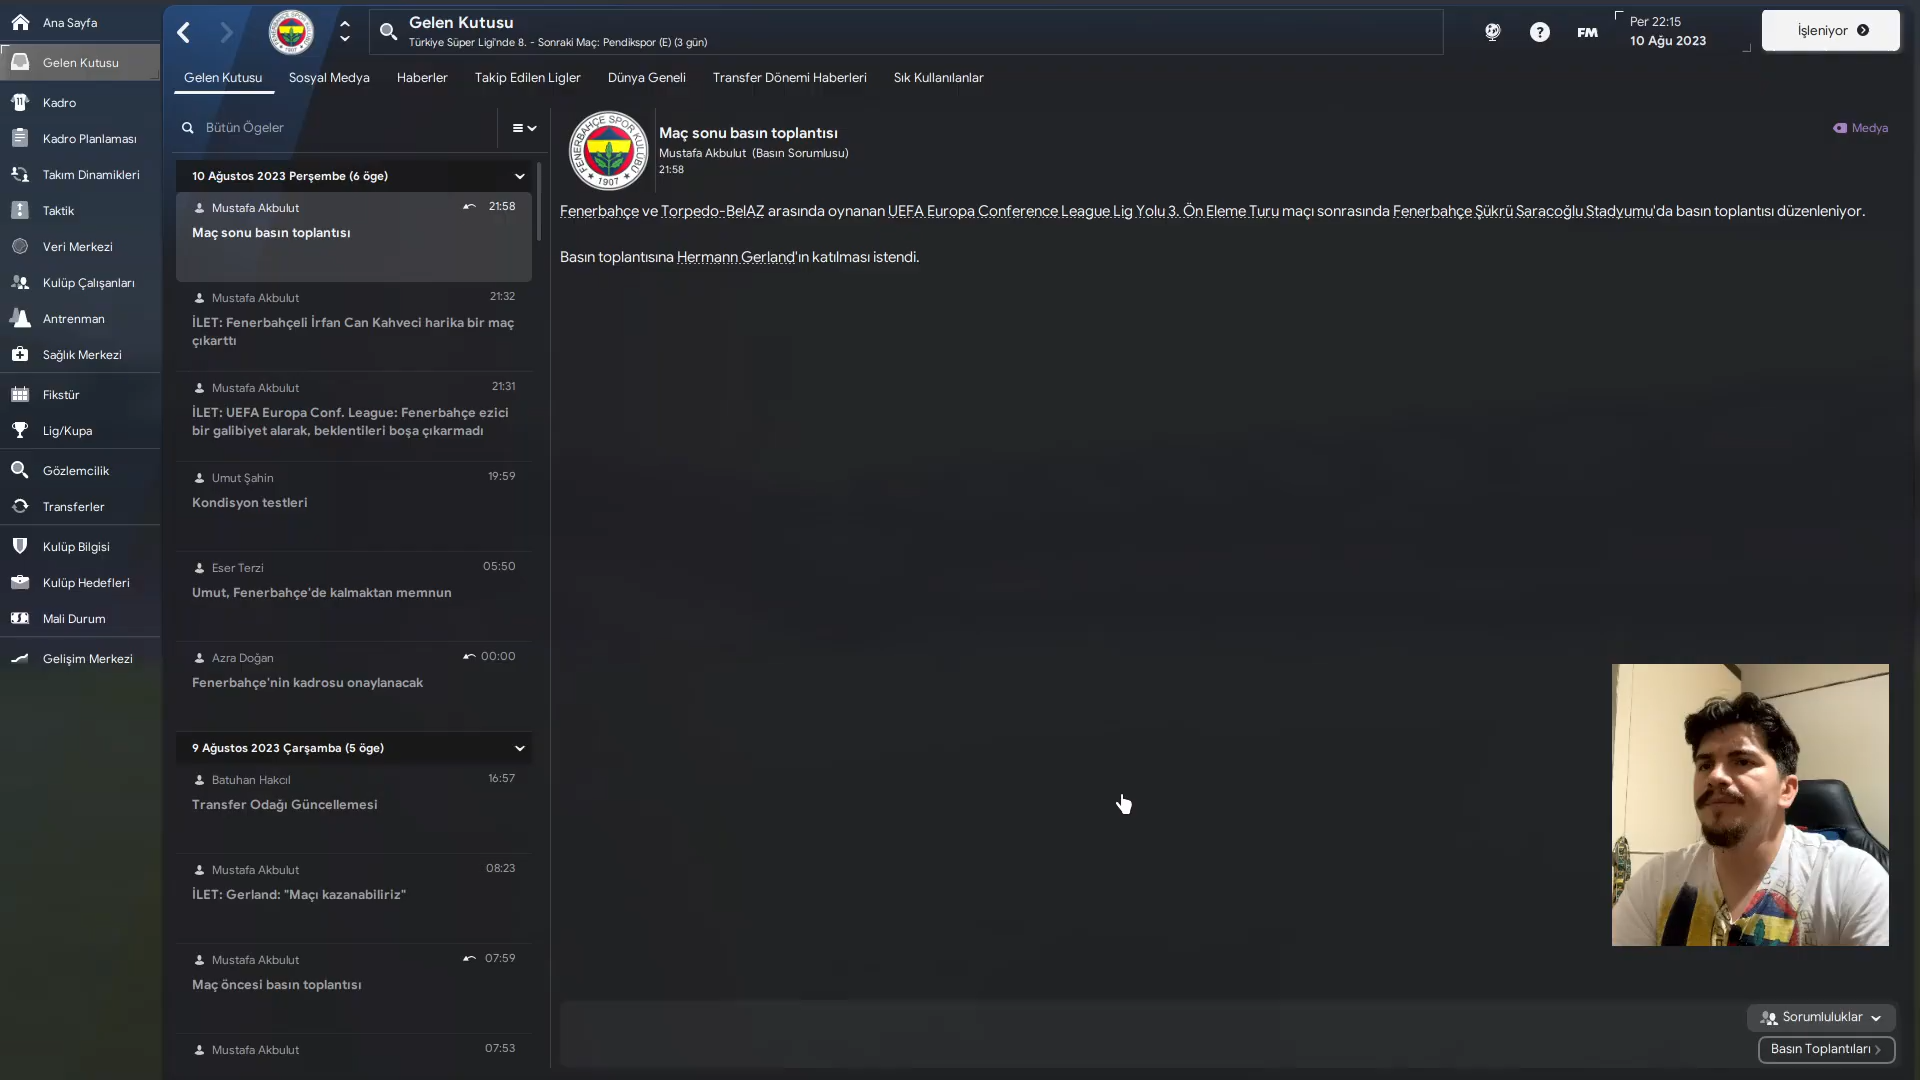 Ana Sayfa
Gelen Kutusu
Kadro
Kadro Planlaması
Takım Dinamikleri
Taktik
Veri Merkezi
Kulüp Çalışanları
Antrenman
Sağlık Merkezi
Fikstür
Lig/Kupa
Gözlemcilik
Transferler
Kulüp Bilgisi
Kulüp Hedefleri
Mali Durum
Gelişim Merkezi
Gelen Kutusu
Türkiye Süper Ligi'nde 8. - Sonraki Maç: Pendikspor (E) (3 gün)
FM
Per 22:15
10 Ağu 2023
İşleniyor
Gelen Kutusu Sosyal Medya Haberler Takip Edilen Ligler Dünya Geneli Transfer Dönemi Haberleri Sık Kullanılanlar
Bütün Ögeler
10 Ağustos 2023 Perşembe (6 öge)
Mustafa Akbulut 21:58
Maç sonu basın toplantısı
Mustafa Akbulut 21:32
İLET: Fenerbahçeli İrfan Can Kahveci harika bir maç
çıkarttı
Mustafa Akbulut 21:31
İLET: UEFA Europa Conf. League: Fenerbahçe ezici
bir galibiyet alarak, beklentileri boşa çıkarmadı
Umut Şahin 19:59
Kondisyon testleri
Eser Terzi 05:50
Umut, Fenerbahçe'de kalmaktan memnun
Azra Doğan 00:00
Fenerbahçe'nin kadrosu onaylanacak
9 Ağustos 2023 Çarşamba (5 öge)
Batuhan Hakcıl 16:57
Transfer Odağı Güncellemesi
Mustafa Akbulut 08:23
İLET: Gerland: "Maçı kazanabiliriz"
Mustafa Akbulut 07:59
Maç öncesi basın toplantısı
Mustafa Akbulut 07:53
FENERBAHÇE SPOR KULÜBÜ
1907
Maç sonu basın toplantısı
Mustafa Akbulut (Basın Sorumlusu)
21:58
Medya
Fenerbahçe ve Torpedo-BelAZ arasında oynanan UEFA Europa Conference League Lig Yolu 3. Ön Eleme Turu maçı sonrasında Fenerbahçe Şükrü Saracoğlu Stadyumu'da basın toplantısı düzenleniyor.
Basın toplantısına Hermann Gerland'ın katılması istendi.
Sorumluluklar
Basın Toplantıları